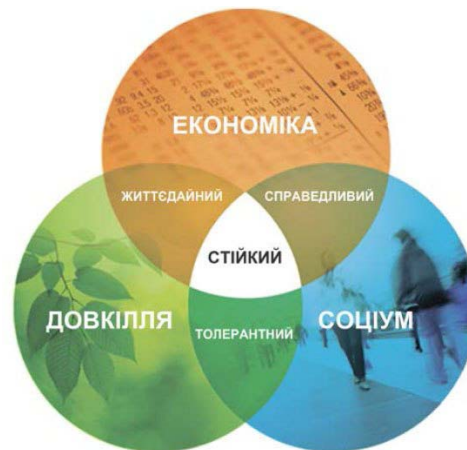 ЕКОНОМІКА
ЖИТТЄДАЙНИЙ
СПРАВЕДЛИВИЙ
СТІЙКИЙ
ДОВКІЛЛЯ
ТОЛЕРАНТНИЙ
СОЦІУМ